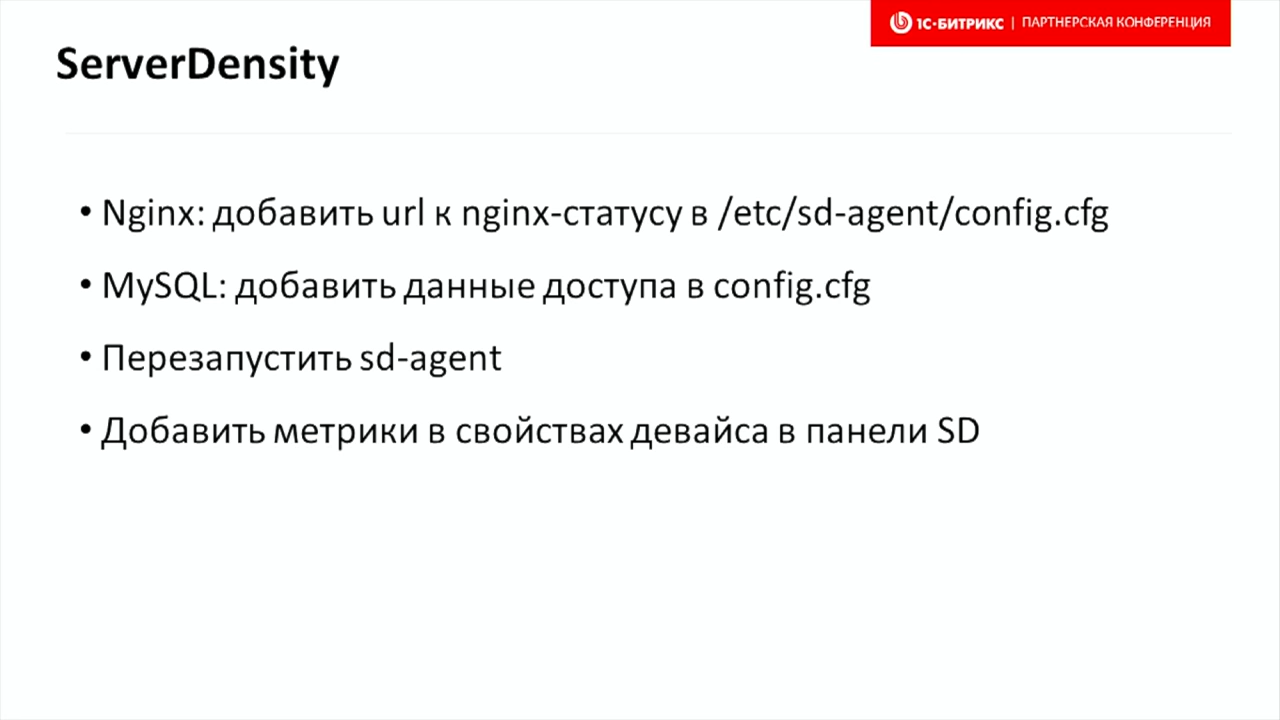 1С-БИТРИКС | ПАРТНЕРСКАЯ КОНФЕРЕНЦИЯ
ServerDensity
• Nginx: добавить url к nginx-статусу в /etc/sd-agent/config.cfg
• MySQL: добавить данные доступа в config.cfg
• Перезапустить sd-agent
• Добавить метрики в свойствах девайса в панели SD